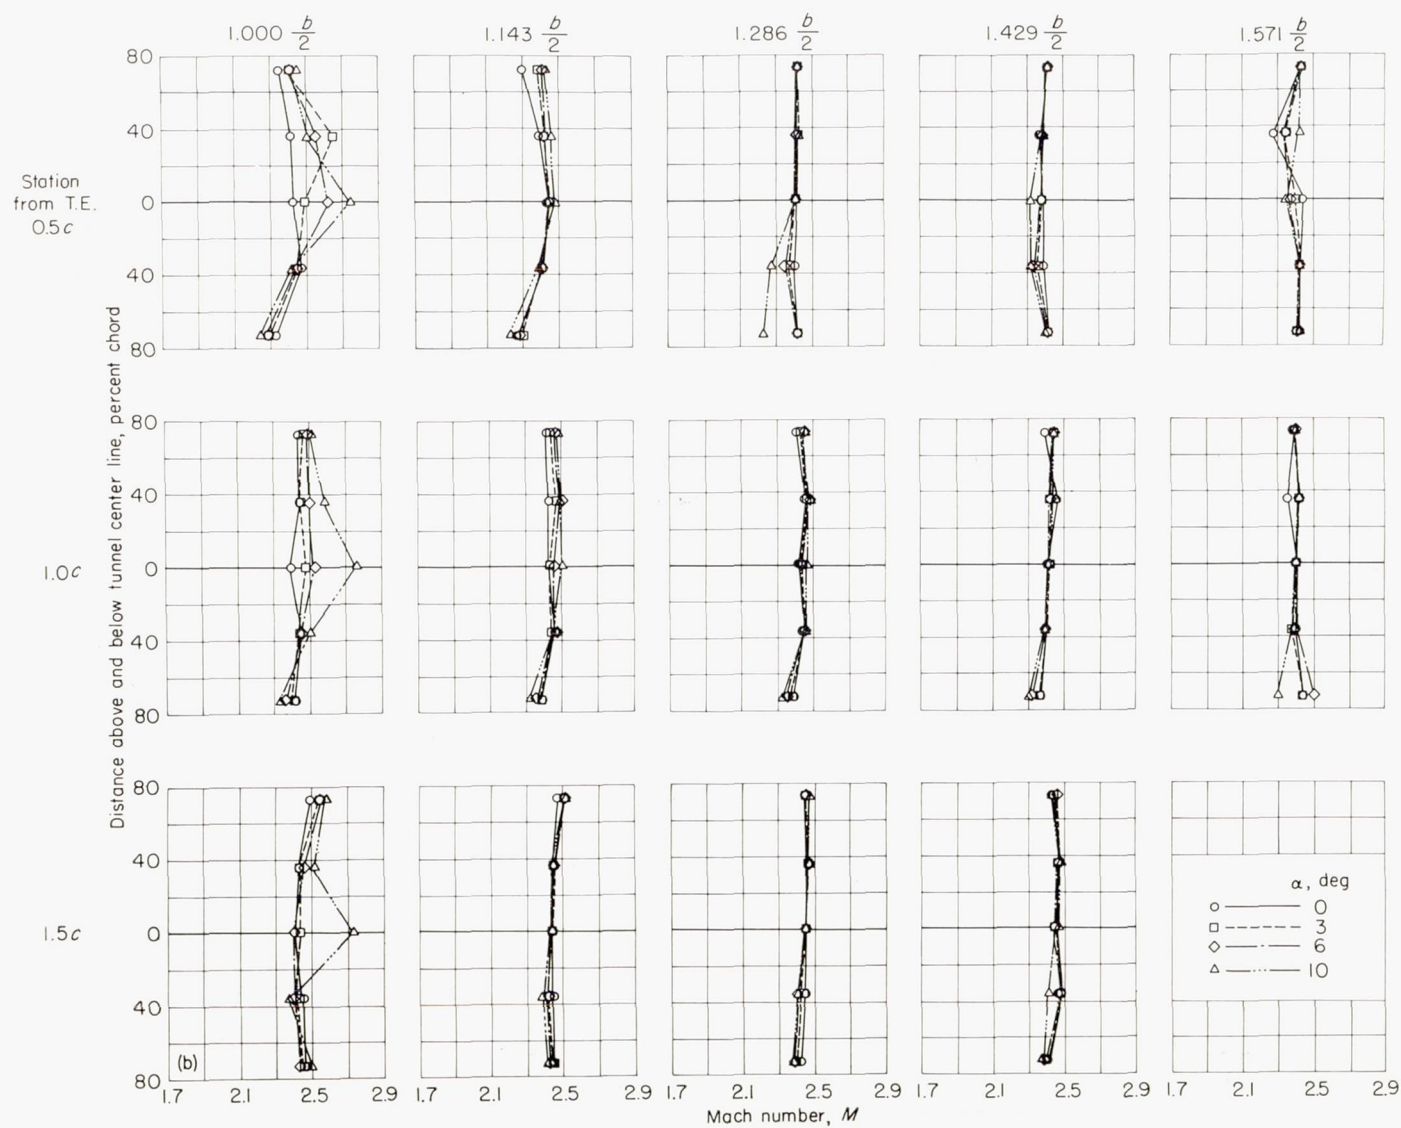 1.000 b/2 1.143 b/2 1.286 b/2 1.429 b/2 1.571 b/2
Station
from T.E.
0.5c
80
40
0
40
80
Distance above and below tunnel center line, percent chord
1.0c
80
40
0
40
80
1.5c
80
40
0
40
80
(b)
α, deg
0
3
6
10
1.7 2.1 2.5 2.9 1.7 2.1 2.5 2.9 1.7 2.1 2.5 2.9 1.7 2.1 2.5 2.9 1.7 2.1 2.5 2.9
Mach number, M